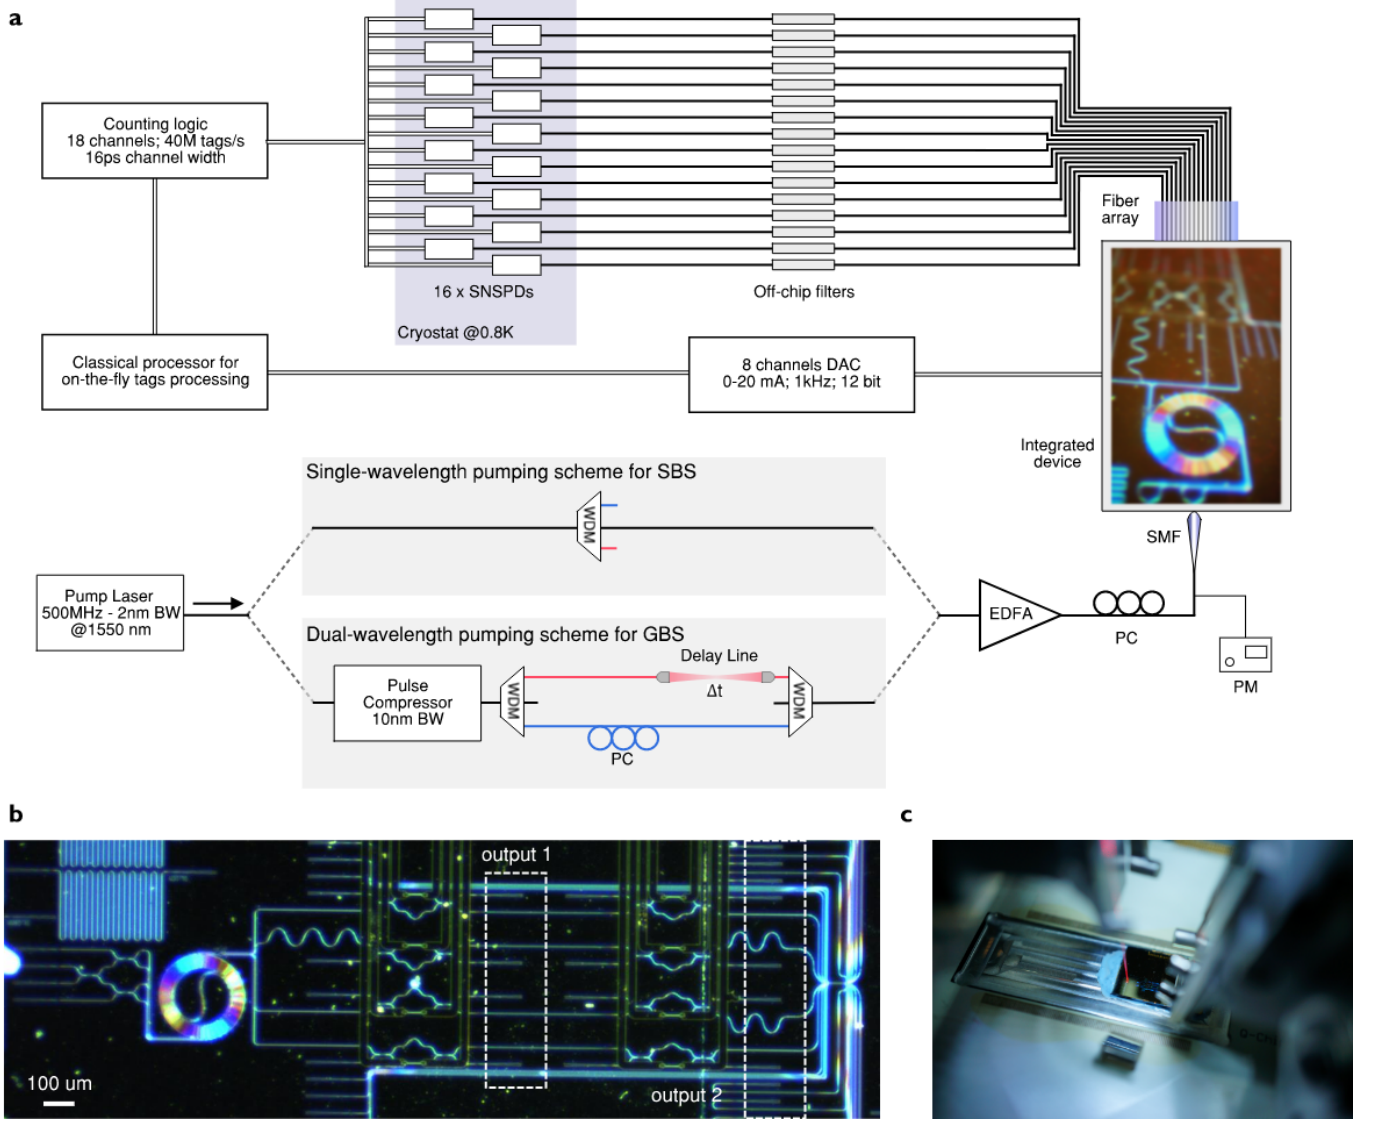 a
Counting logic
18 channels; 40M tags/s
16ps channel width
Fiber
array
16 x SNSPDs
Off-chip filters
Cryostat @0.8K
Classical processor for
on-the-fly tags processing
8 channels DAC
0-20 mA; 1kHz; 12 bit
Integrated
device
Single-wavelength pumping scheme for SBS
WDM
SMF
Pump Laser
500MHz - 2nm BW
@1550 nm
EDFA
PC
PM
Dual-wavelength pumping scheme for GBS
Pulse
Compressor
10nm BW
WDM
Delay Line
Δt
PC
WDM
b
output 1
output 2
100 um
c